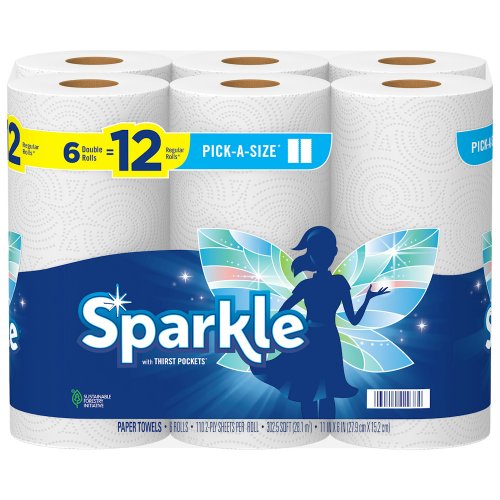 2 Regular Rolls*
6 Double Rolls = 12 Regular Rolls*
PICK-A-SIZE®
PICK-A
Sparkle®
with THIRST POCKETS®
SUSTAINABLE
FORESTRY
INITIATIVE
PAPER TOWELS • 6 ROLLS • 110 2-PLY SHEETS PER ROLL • 302.5 SQ FT (28.1 m²) • 11 IN X 6 IN (27.9 cm X 15.2 cm)